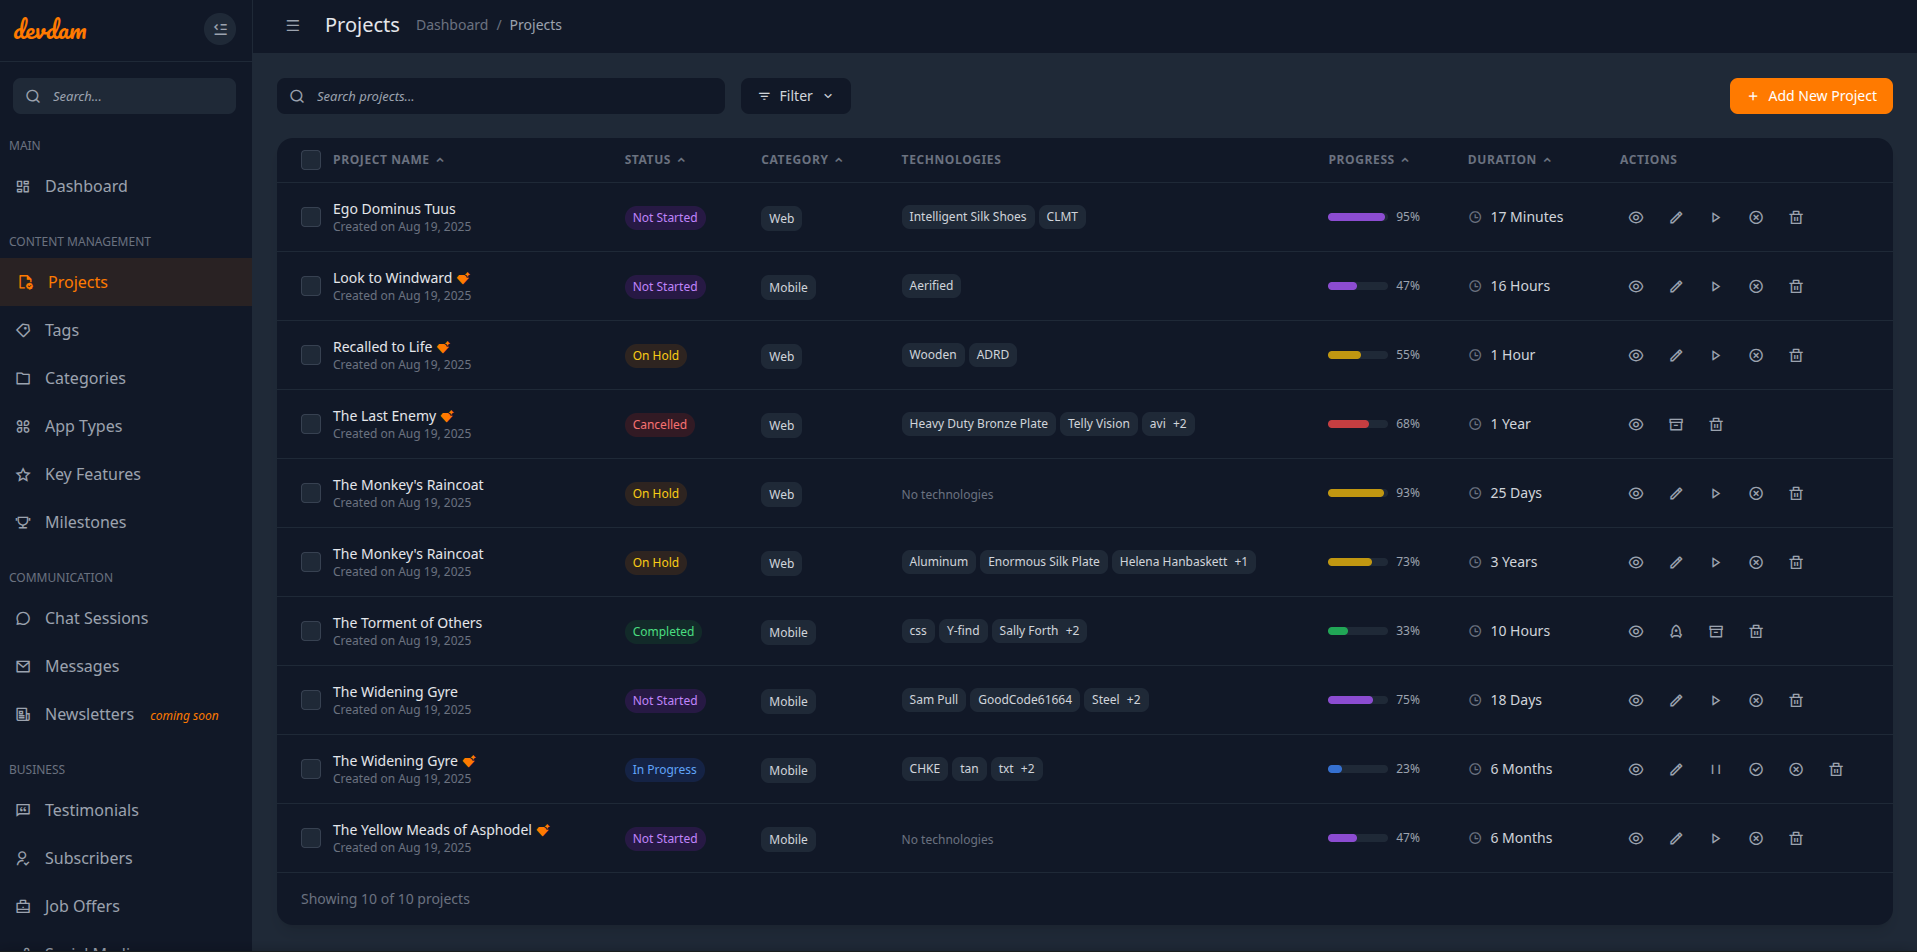 devdam
Search...
MAIN
Dashboard
CONTENT MANAGEMENT
Projects
Tags
Categories
App Types
Key Features
Milestones
COMMUNICATION
Chat Sessions
Messages
Newsletters coming soon
BUSINESS
Testimonials
Subscribers
Job Offers
Projects Dashboard / Projects
Search projects...
Filter
+ Add New Project
PROJECT NAME STATUS CATEGORY TECHNOLOGIES PROGRESS DURATION ACTIONS
Ego Dominus Tuus
Created on Aug 19, 2025
Not Started Web Intelligent Silk Shoes CLMT 95% 17 Minutes
Look to Windward
Created on Aug 19, 2025
Not Started Mobile Aerified 47% 16 Hours
Recalled to Life
Created on Aug 19, 2025
On Hold Web Wooden ADRD 55% 1 Hour
The Last Enemy
Created on Aug 19, 2025
Cancelled Web Heavy Duty Bronze Plate Telly Vision avi +2 68% 1 Year
The Monkey's Raincoat
Created on Aug 19, 2025
On Hold Web No technologies 93% 25 Days
The Monkey's Raincoat
Created on Aug 19, 2025
On Hold Web Aluminum Enormous Silk Plate Helena Hanbaskett +1 73% 3 Years
The Torment of Others
Created on Aug 19, 2025
Completed Mobile css Y-find Sally Forth +2 33% 10 Hours
The Widening Gyre
Created on Aug 19, 2025
Not Started Mobile Sam Pull GoodCode61664 Steel +2 75% 18 Days
The Widening Gyre
Created on Aug 19, 2025
In Progress Mobile CHKE tan txt +2 23% 6 Months
The Yellow Meads of Asphodel
Created on Aug 19, 2025
Not Started Mobile No technologies 47% 6 Months
Showing 10 of 10 projects